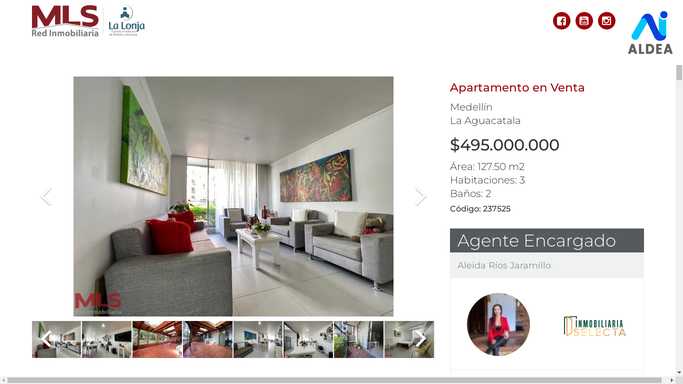 MLS
Red Inmobiliaria
La Lonja
ALDEA
Apartamento en Venta
Medellín
La Aguacatala
$495.000.000
Área: 127.50 m2
Habitaciones: 3
Baños: 2
Código: 237525
Agente Encargado
Aleida Ríos Jaramillo
INMOBILIARIA
SELECTA
MLS